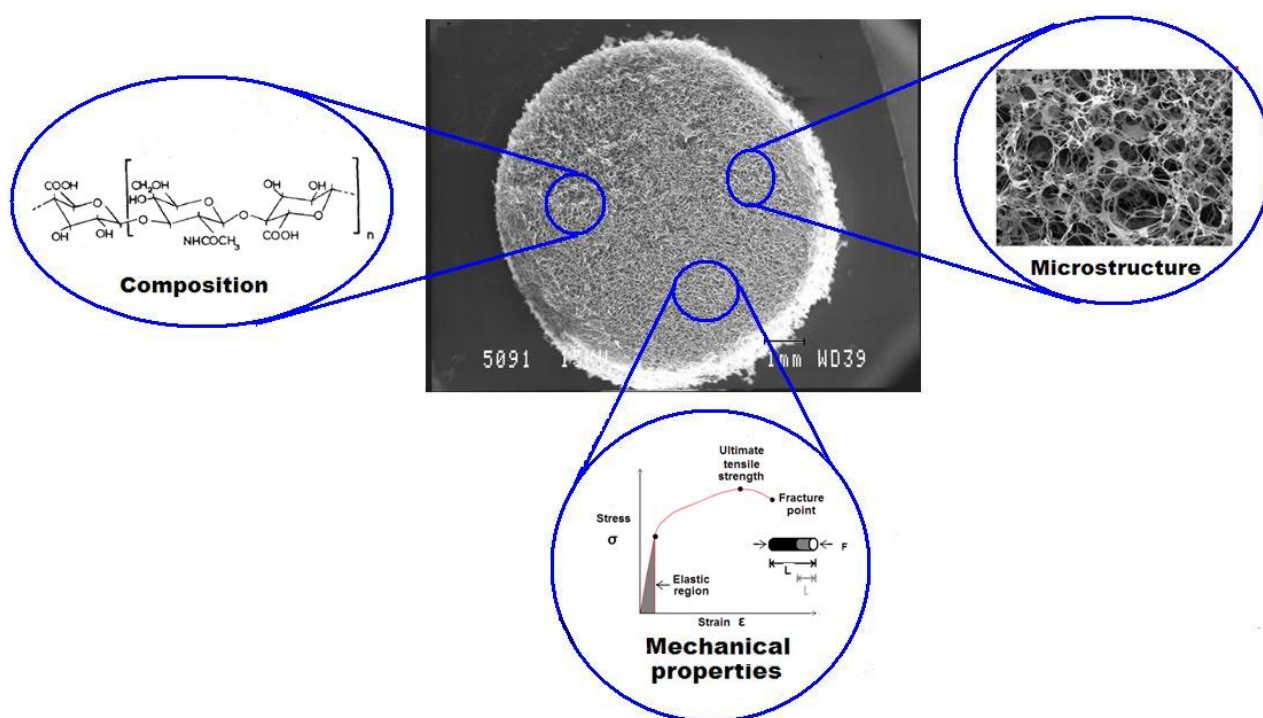 COOH
OH
OH
CH₂OH
HO
O
O
O
NHCOCH₃
OH
OH
O
O
COOH
n
Composition
5091 15KV 1mm WD39
Microstructure
Ultimate
tensile
strength
Fracture
point
Stress
σ
F
L
L
Elastic
region
Strain ε
Mechanical
properties